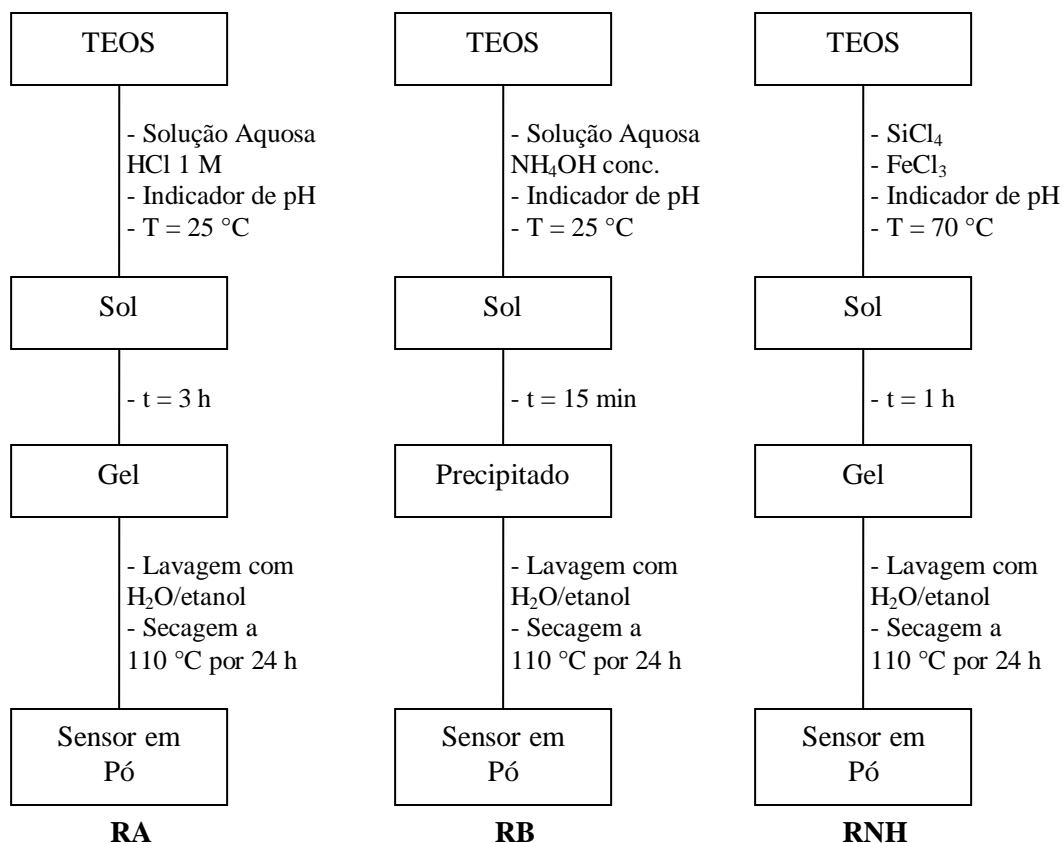 TEOS
- Solução Aquosa
HCl 1 M
- Indicador de pH
- T = 25 °C
Sol
- t = 3 h
Gel
- Lavagem com
H₂O/etanol
- Secagem a
110 °C por 24 h
Sensor em
Pó
RA
TEOS
- Solução Aquosa
NH₄OH conc.
- Indicador de pH
- T = 25 °C
Sol
- t = 15 min
Precipitado
- Lavagem com
H₂O/etanol
- Secagem a
110 °C por 24 h
Sensor em
Pó
RB
TEOS
- SiCl₄
- FeCl₃
- Indicador de pH
- T = 70 °C
Sol
- t = 1 h
Gel
- Lavagem com
H₂O/etanol
- Secagem a
110 °C por 24 h
Sensor em
Pó
RNH